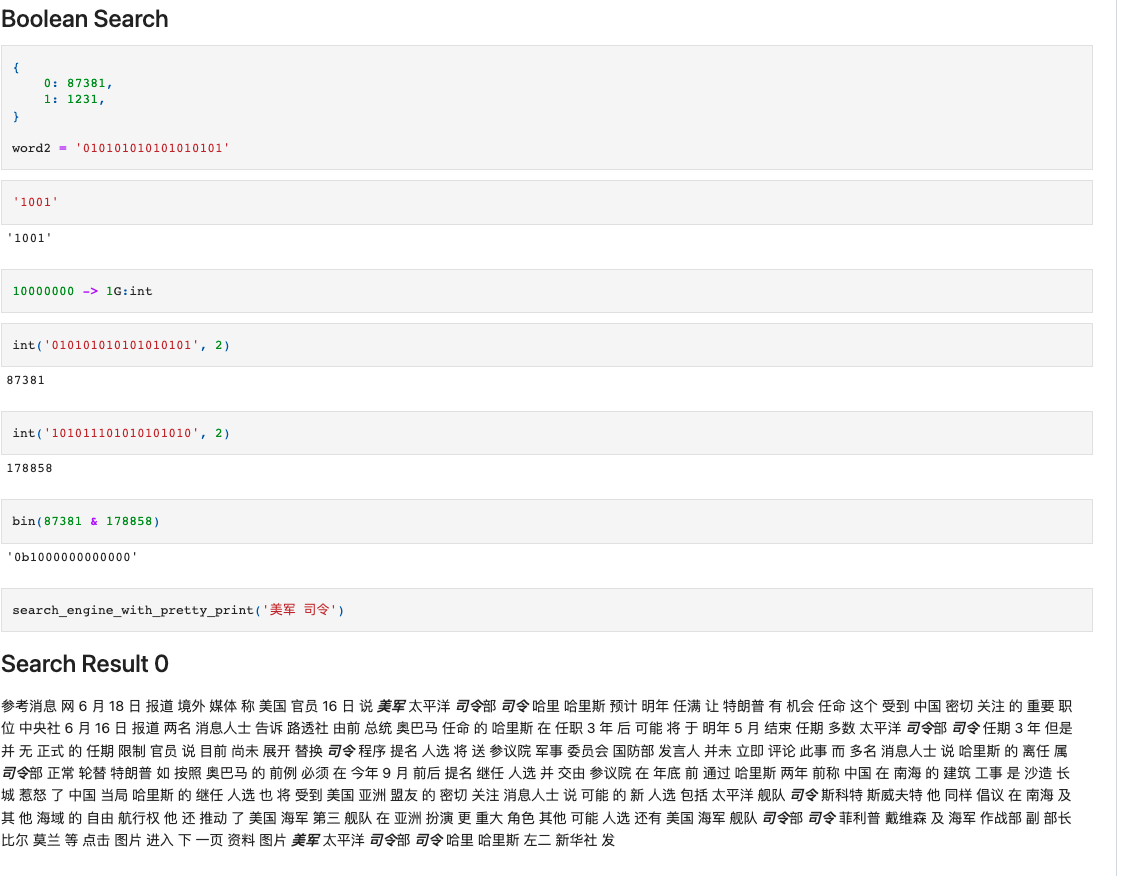 Boolean Search
{
    0: 87381,
    1: 1231,
}
word2 = '010101010101010101'
'1001'
'1001'
10000000 -> 1G:int
int('010101010101010101', 2)
87381
int('101011101010101010', 2)
178858
bin(87381 & 178858)
'0b1000000000000'
search_engine_with_pretty_print('美军 司令')
Search Result 0
参考消息 网 6 月 18 日 报道 境外 媒体 称 美国 官员 16 日 说 美军 太平洋 司令部 司令 哈里 哈里斯 预计 明年 任满 让 特朗普 有 机会 任命 这个 受到 中国 密切 关注 的 重要 职
位 中央社 6 月 16 日 报道 两名 消息人士 告诉 路透社 由前 总统 奥巴马 任命 的 哈里斯 在 任职 3 年 后 可能 将 于 明年 5 月 结束 任期 多数 太平洋 司令部 司令 任期 3 年 但是
并 无 正式 的 任期 限制 官员 说 目前 尚未 展开 替换 司令 程序 提名 人选 将 送 参议院 军事 委员会 国防部 发言人 并未 立即 评论 此事 而 多名 消息人士 说 哈里斯 的 离任 属
司令部 正常 轮替 特朗普 如 按照 奥巴马 的 前例 必须 在 今年 9 月 前后 提名 继任 人选 并 交由 参议院 在 年底 前 通过 哈里斯 两年 前称 中国 在 南海 的 建筑 工事 是 沙造 长
城 惹怒 了 中国 当局 哈里斯 的 继任 人选 也 将 受到 美国 亚洲 盟友 的 密切 关注 消息人士 说 可能 的 新 人选 包括 太平洋 舰队 司令 斯科特 斯威夫特 他 同样 倡议 在 南海 及
其 他 海域 的 自由 航行权 他 还 推动 了 美国 海军 第三 舰队 在 亚洲 扮演 更 重大 角色 其他 可能 人选 还有 美国 海军 舰队 司令部 司令 菲利普 戴维森 及 海军 作战部 副 部长
比尔 莫兰 等 点击 图片 进入 下 一页 资料 图片 美军 太平洋 司令部 司令 哈里 哈里斯 左二 新华社 发